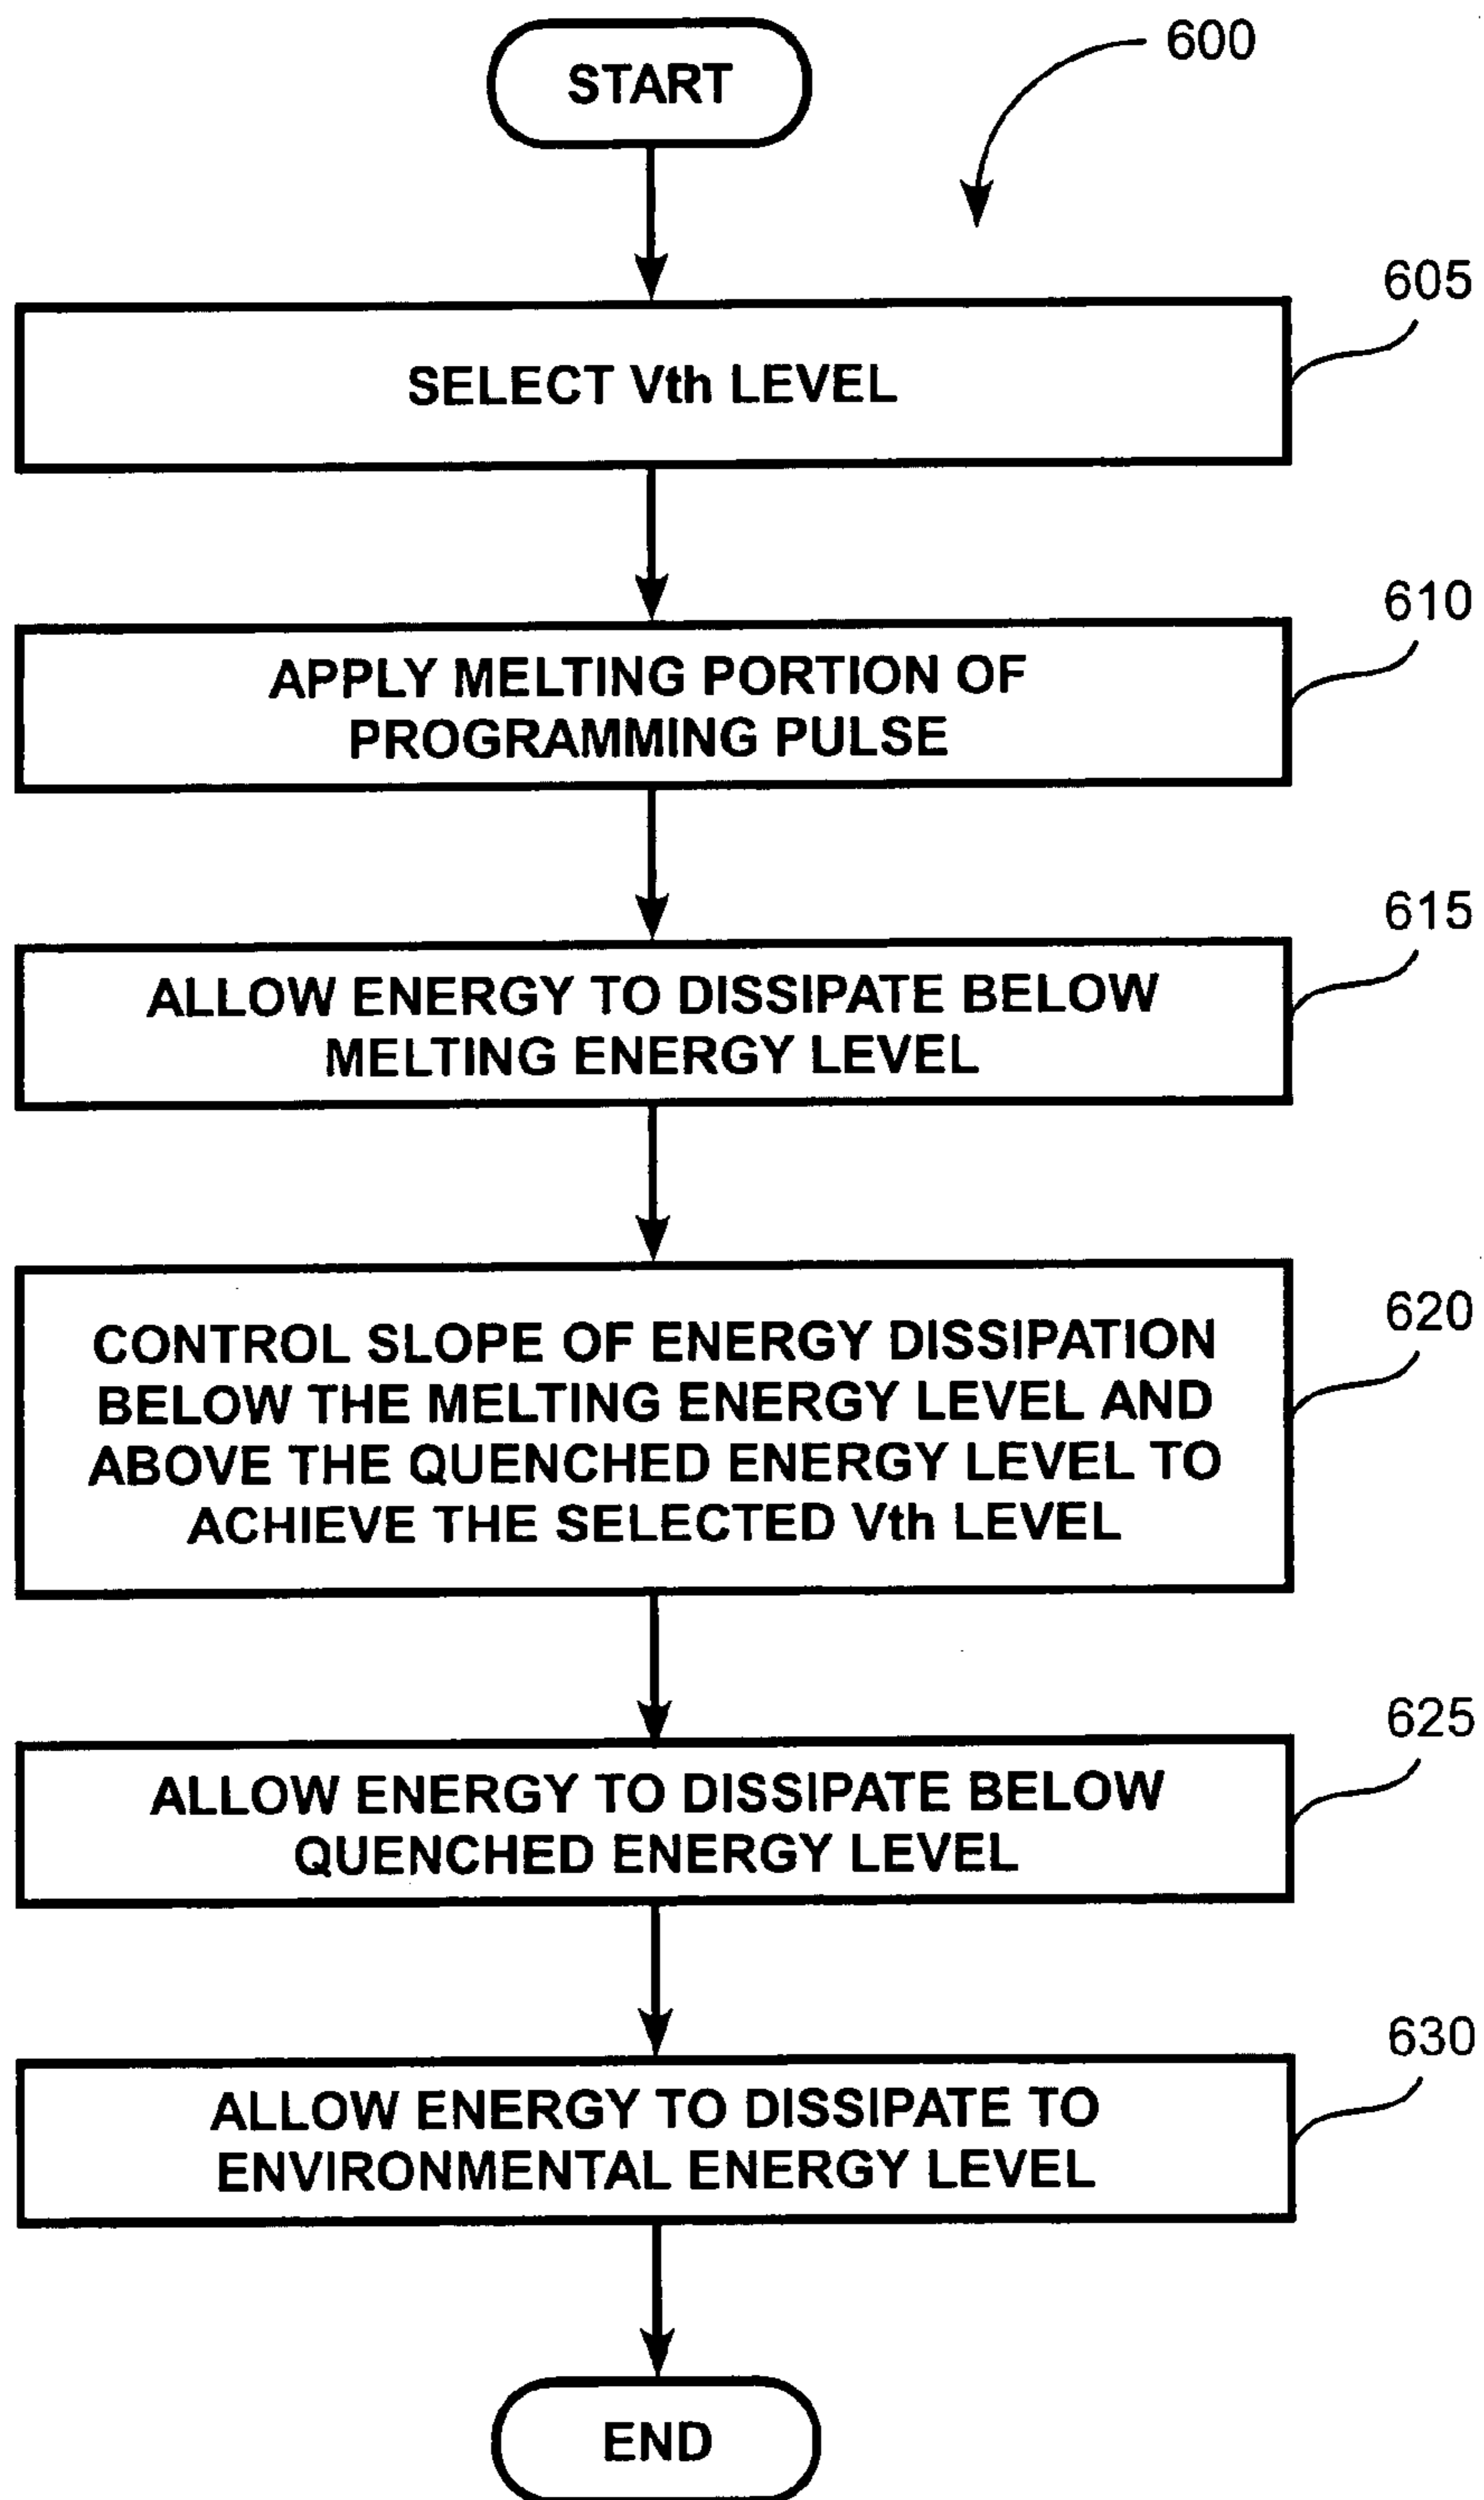 START
600
605
SELECT Vth LEVEL
610
APPLY MELTING PORTION OF
PROGRAMMING PULSE
615
ALLOW ENERGY TO DISSIPATE BELOW
MELTING ENERGY LEVEL
620
CONTROL SLOPE OF ENERGY DISSIPATION
BELOW THE MELTING ENERGY LEVEL AND
ABOVE THE QUENCHED ENERGY LEVEL TO
ACHIEVE THE SELECTED Vth LEVEL
625
ALLOW ENERGY TO DISSIPATE BELOW
QUENCHED ENERGY LEVEL
630
ALLOW ENERGY TO DISSIPATE TO
ENVIRONMENTAL ENERGY LEVEL
END